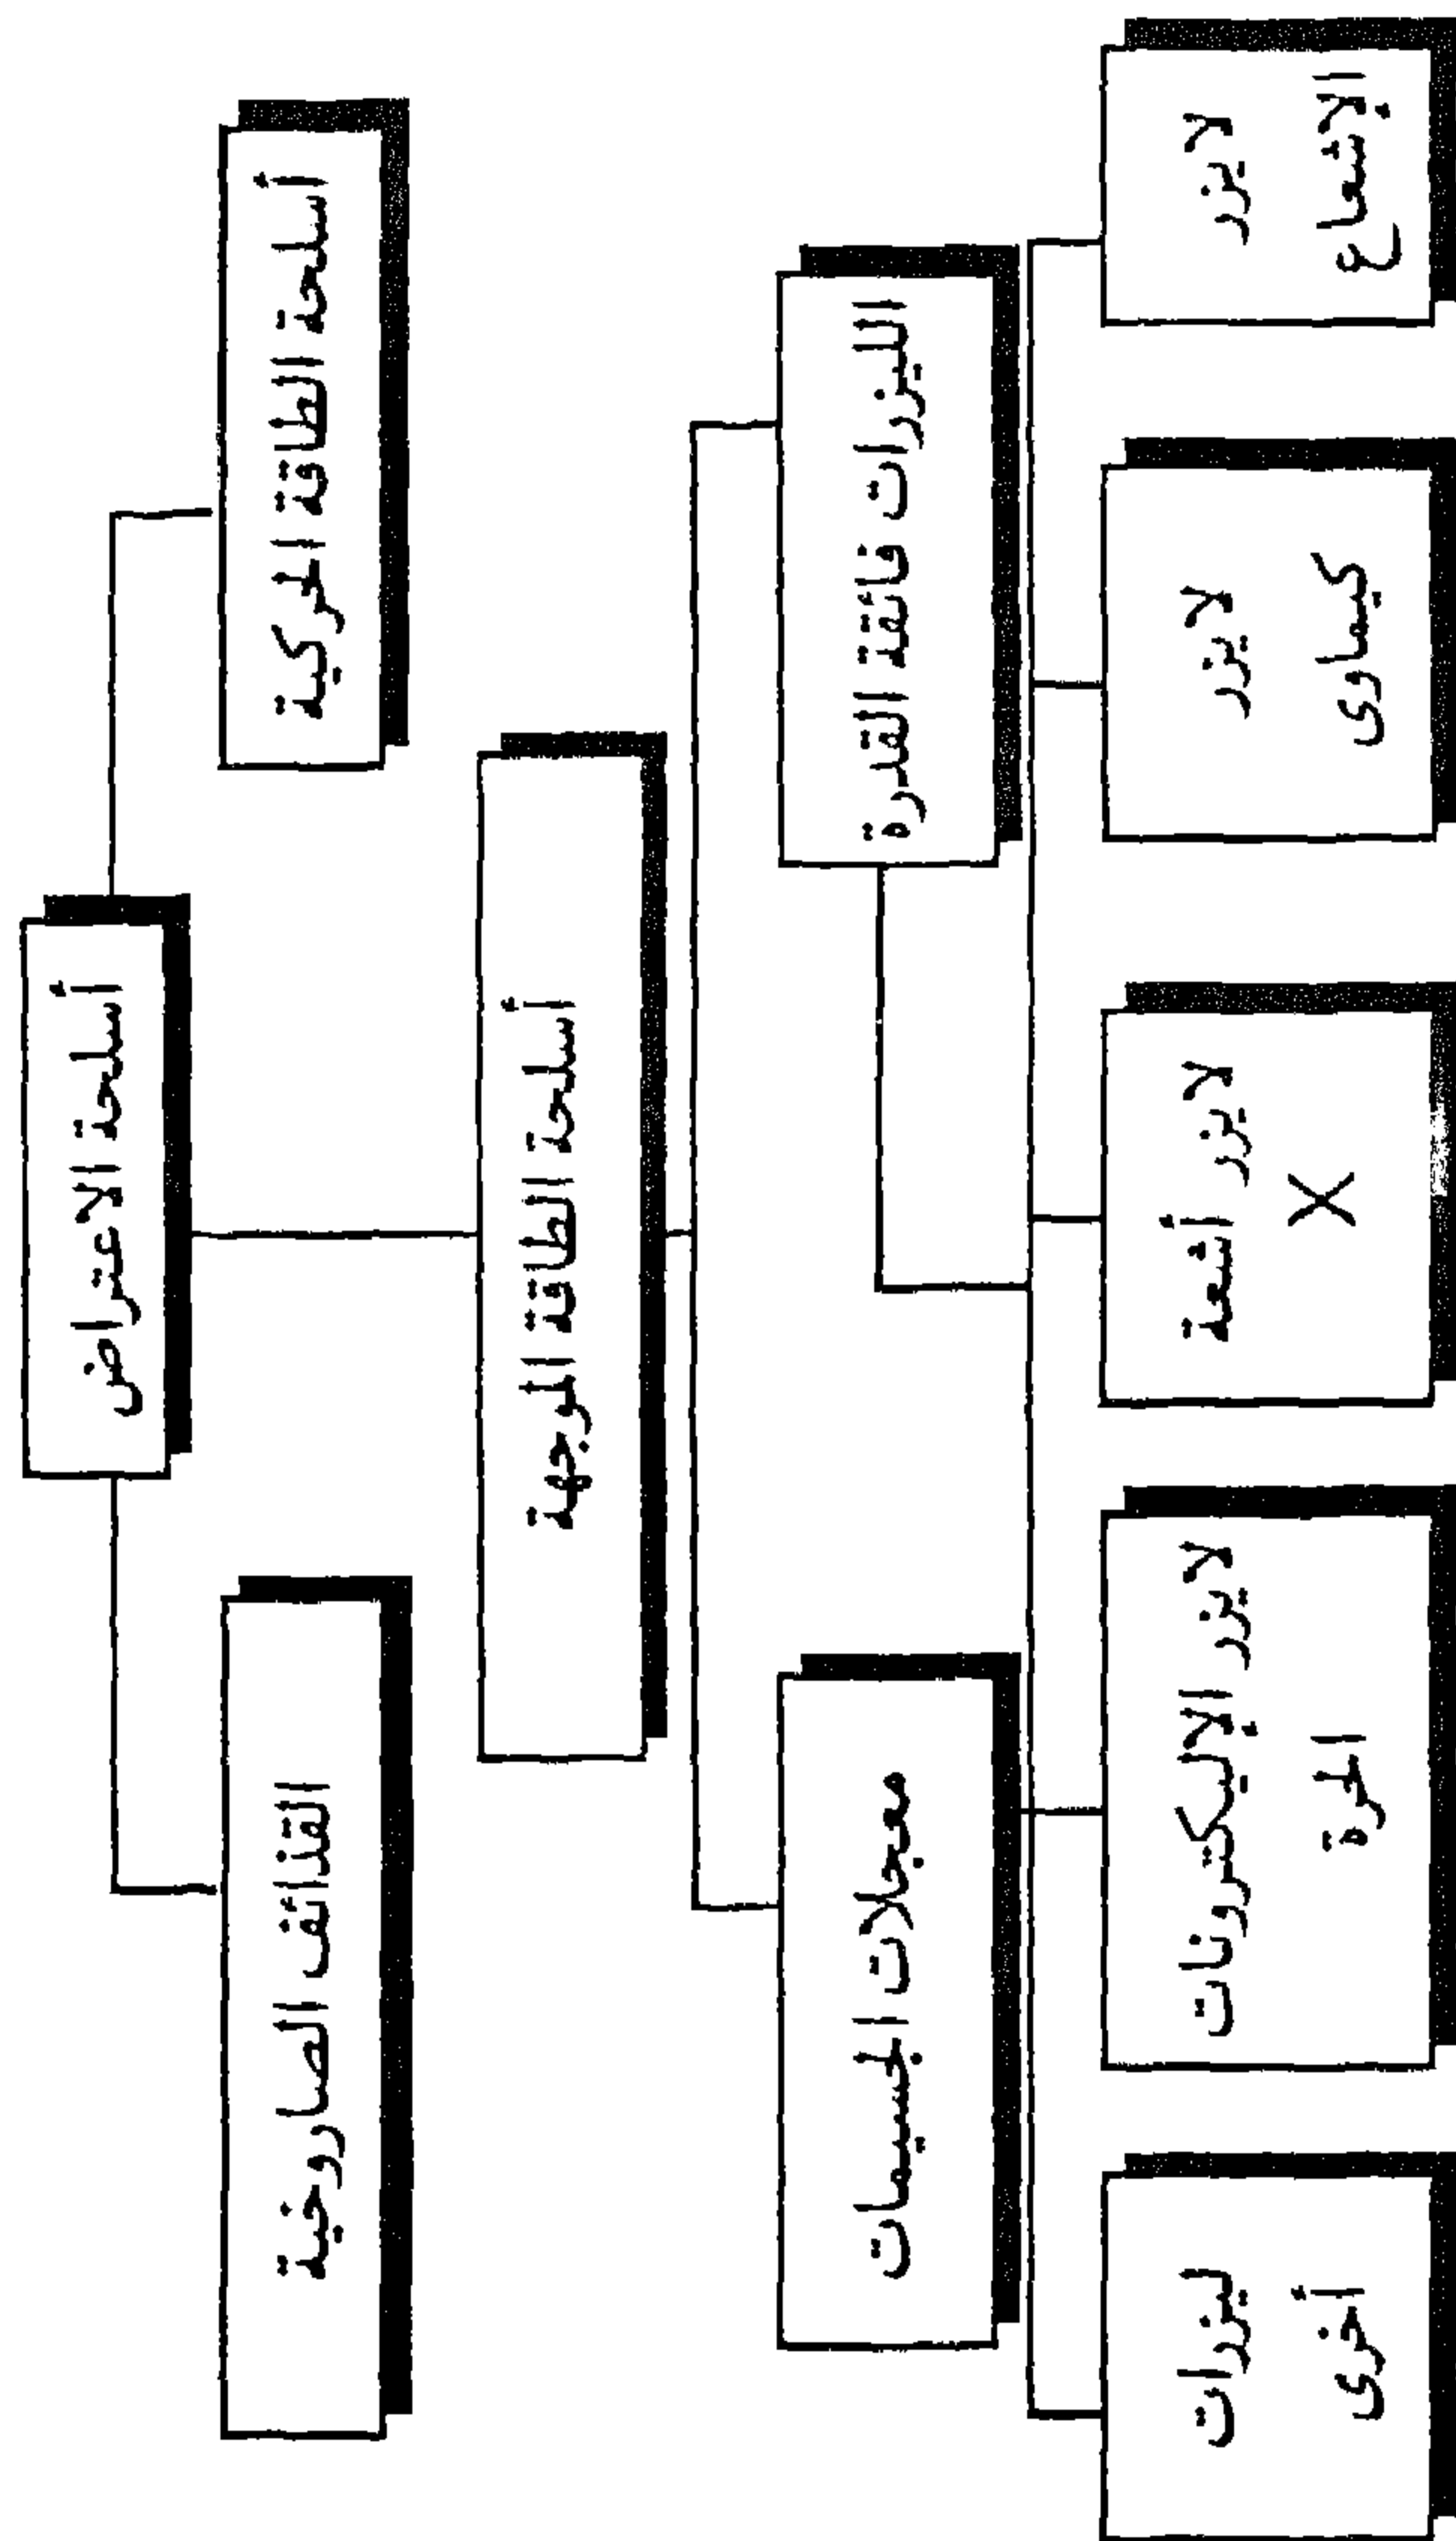 أسلحة الاعتراض
أسلحة الطاقة الحركية
القذائف الصاروخية
أسلحة الطاقة الموجهة
الليزرات فائقة القدرة
معجلات الجسيمات
لايزر
الإشعاع
لايزر
كيماوى
لايزر أشعة
X
لايزر الإليكترونات
الحرة
ليزرات
أخرى